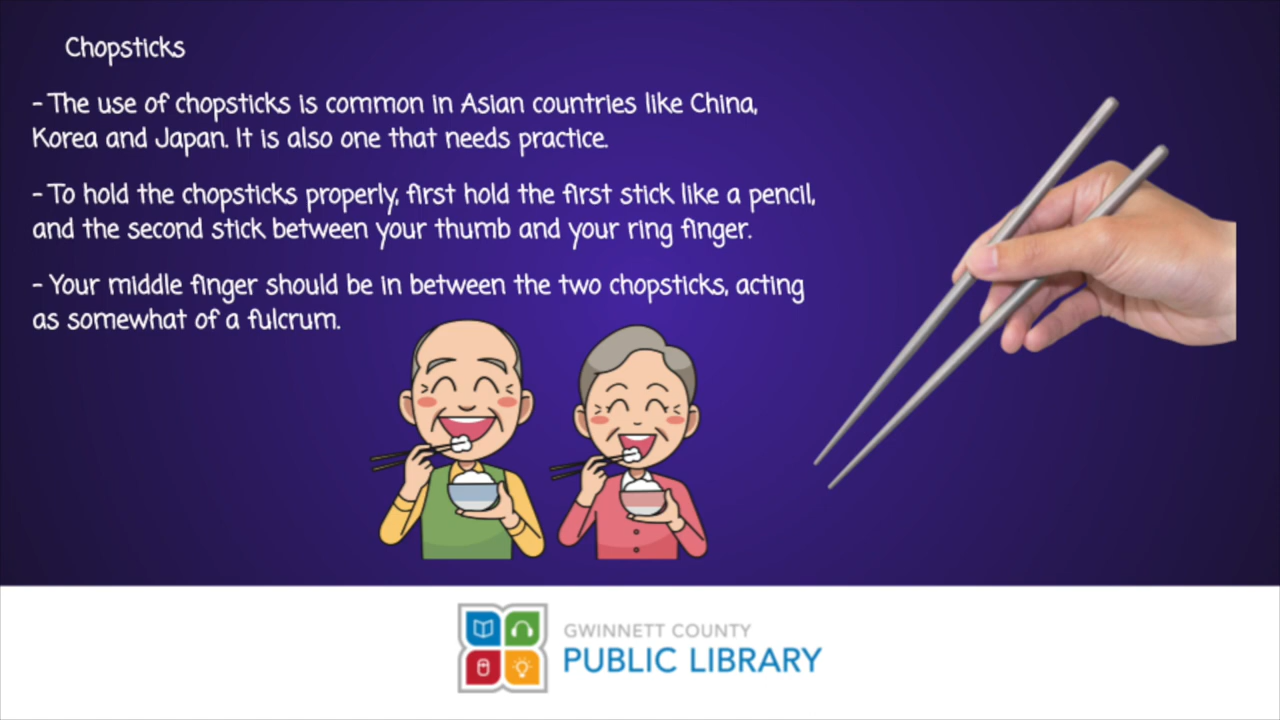 Chopsticks
- The use of chopsticks is common in Asian countries like China,
Korea and Japan. It is also one that needs practice.
- To hold the chopsticks properly, first hold the first stick like a pencil,
and the second stick between your thumb and your ring finger.
- Your middle finger should be in between the two chopsticks, acting
as somewhat of a fulcrum.
GWINNETT COUNTY
PUBLIC LIBRARY